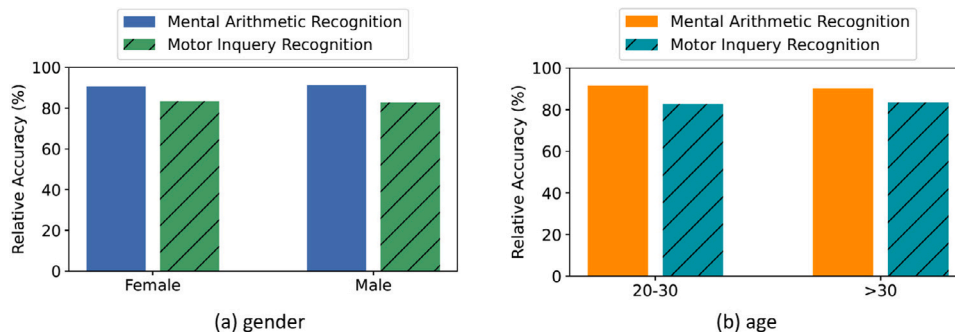 Mental Arithmetic Recognition
Motor Inquery Recognition
Relative Accuracy (%)
100
80
60
40
20
0
Female
Male
(a) gender
Mental Arithmetic Recognition
Motor Inquery Recognition
Relative Accuracy (%)
100
80
60
40
20
0
20-30
>30
(b) age